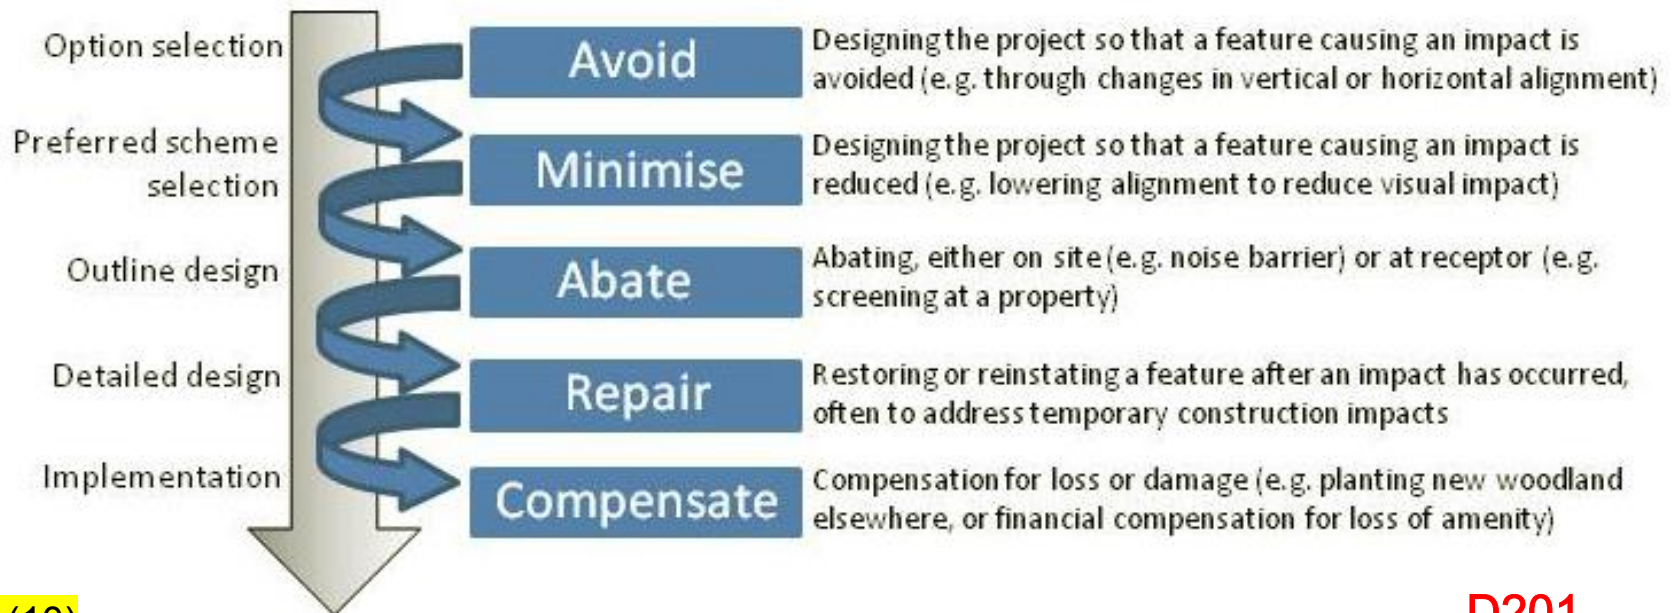 Option selection
Avoid
Designing the project so that a feature causing an impact is
avoided (e.g. through changes in vertical or horizontal alignment)
Preferred scheme
selection
Minimise
Designing the project so that a feature causing an impact is
reduced (e.g. lowering alignment to reduce visual impact)
Outline design
Abate
Abating, either on site (e.g. noise barrier) or at receptor (e.g.
screening at a property)
Detailed design
Repair
Restoring or reinstating a feature after an impact has occurred,
often to address temporary construction impacts
Implementation
Compensate
Compensation for loss or damage (e.g. planting new woodland
elsewhere, or financial compensation for loss of amenity)
D201